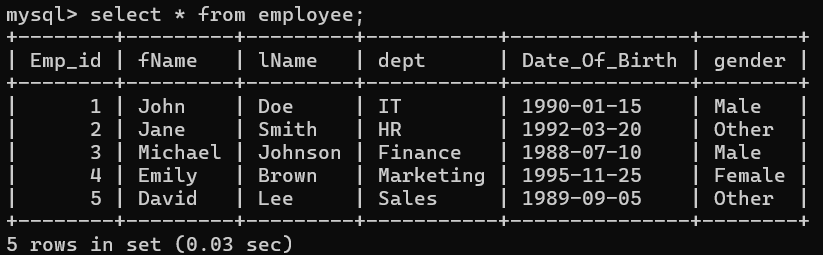 mysql> select * from employee;
+--------+---------+---------+-----------+---------------+--------+
| Emp_id | fName   | lName   | dept      | Date_Of_Birth | gender |
+--------+---------+---------+-----------+---------------+--------+
|      1 | John    | Doe     | IT        | 1990-01-15    | Male   |
|      2 | Jane    | Smith   | HR        | 1992-03-20    | Other  |
|      3 | Michael | Johnson | Finance   | 1988-07-10    | Male   |
|      4 | Emily   | Brown   | Marketing | 1995-11-25    | Female |
|      5 | David   | Lee     | Sales     | 1989-09-05    | Other  |
+--------+---------+---------+-----------+---------------+--------+
5 rows in set (0.03 sec)